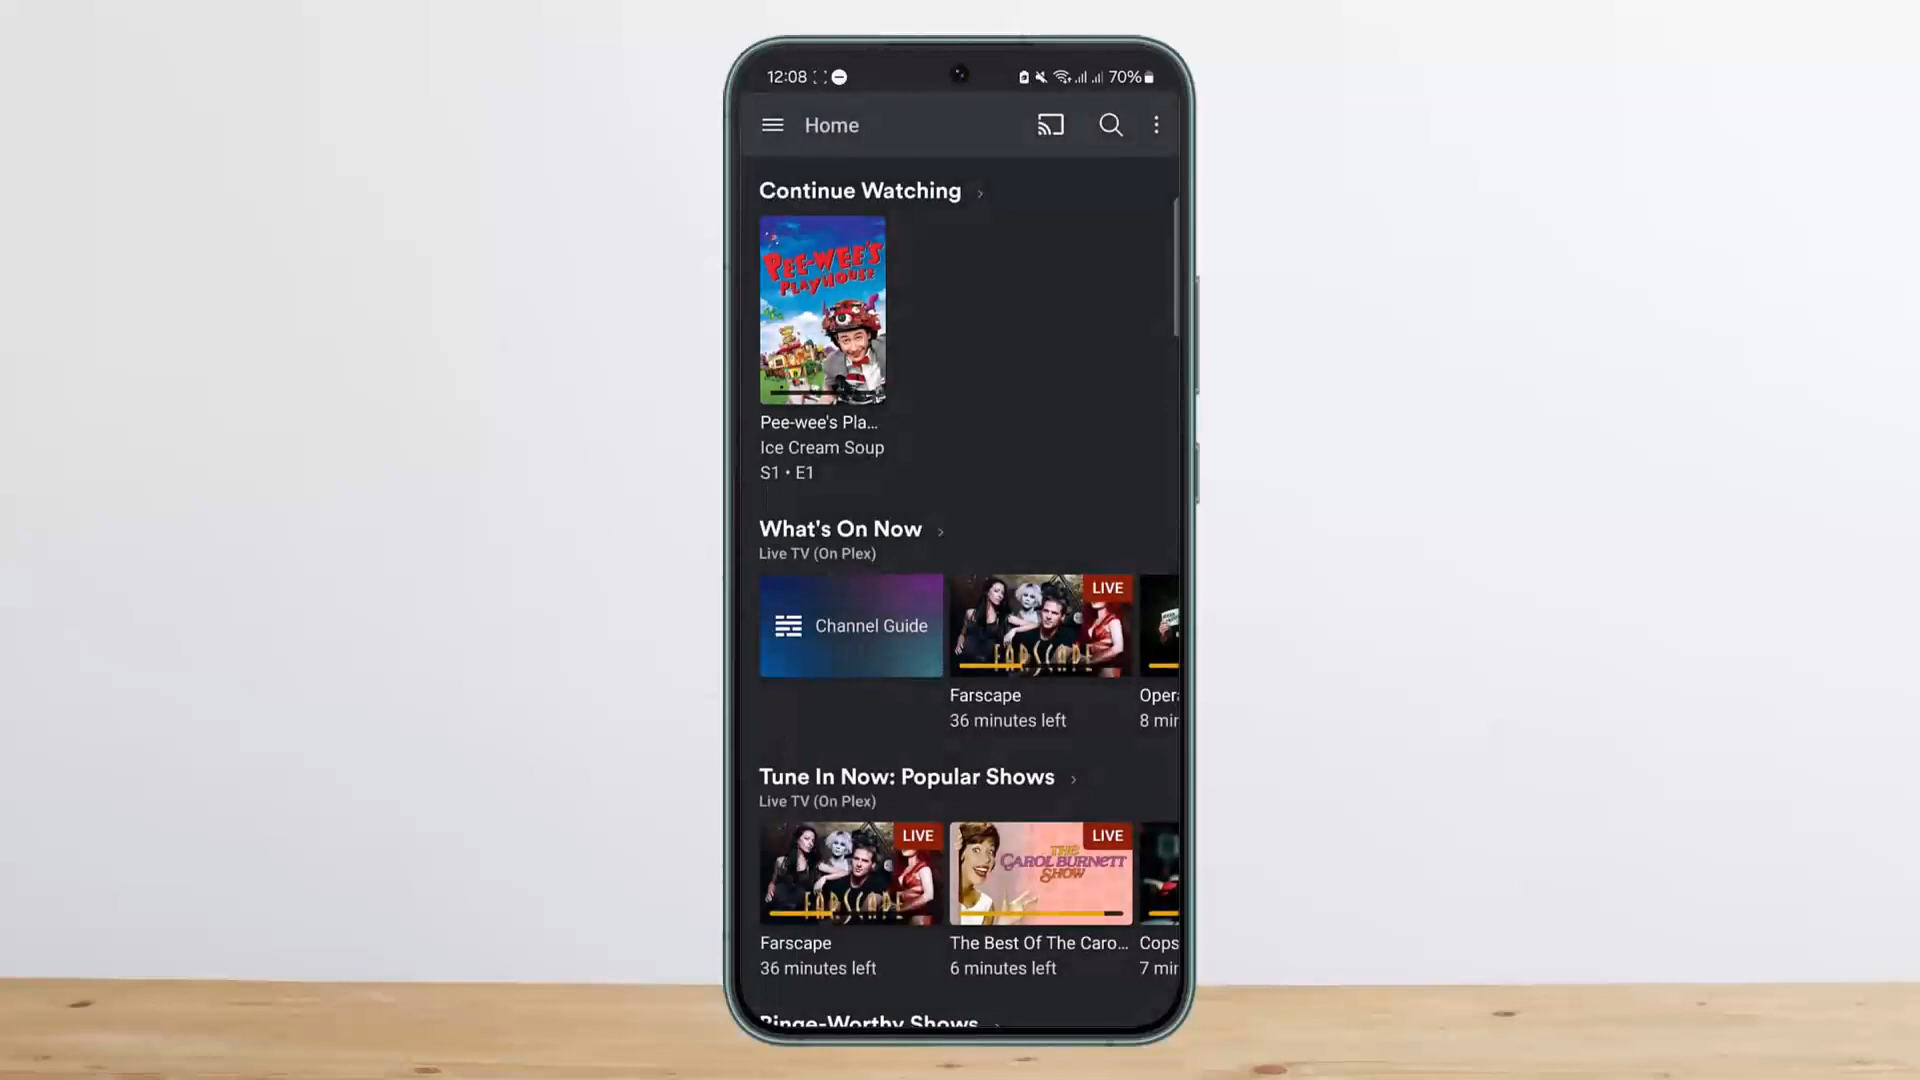 12:08
70%
Home
Continue Watching
PEE-WEE'S
PLAYHOUSE
Pee-wee's Pla...
Ice Cream Soup
S1 • E1
What's On Now
Live TV (On Plex)
Channel Guide
LIVE
FARSCAPE
Farscape
36 minutes left
Oper
8 min
Tune In Now: Popular Shows
Live TV (On Plex)
LIVE
FARSCAPE
LIVE
THE
CAROL BURNETT
SHOW
Farscape
36 minutes left
The Best Of The Caro...
6 minutes left
Cops
7 min
Binge-Worthy Shows